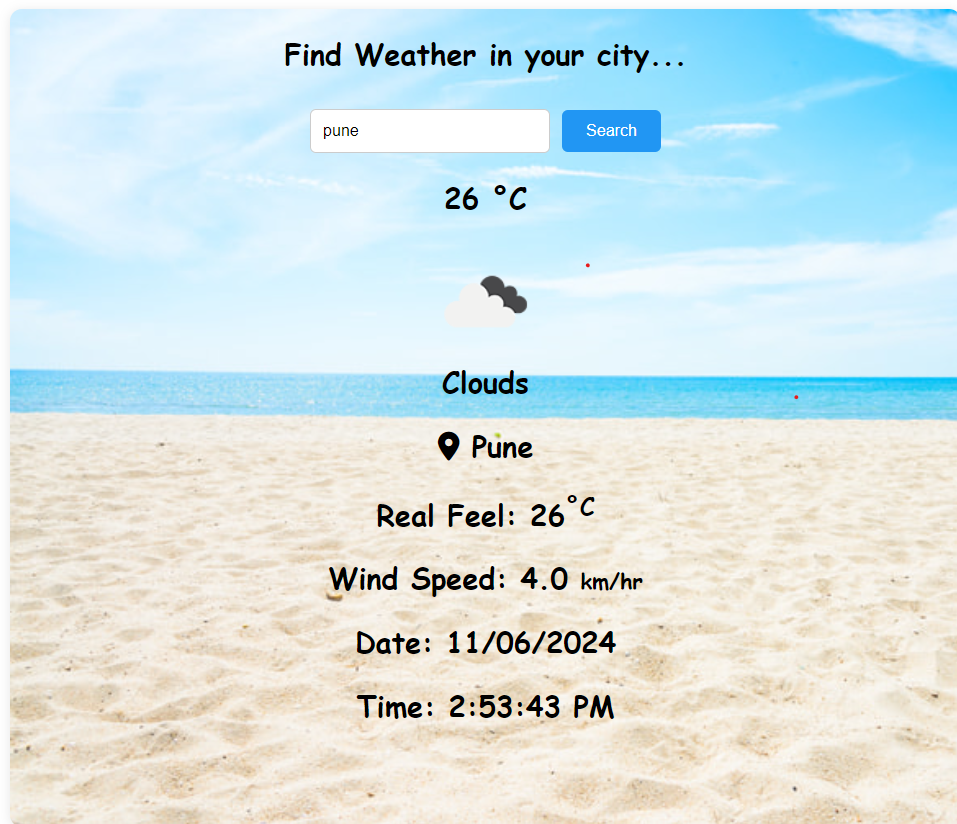 Find Weather in your city...
pune Search
26 °C
Clouds
Pune
Real Feel: 26°C
Wind Speed: 4.0 km/hr
Date: 11/06/2024
Time: 2:53:43 PM